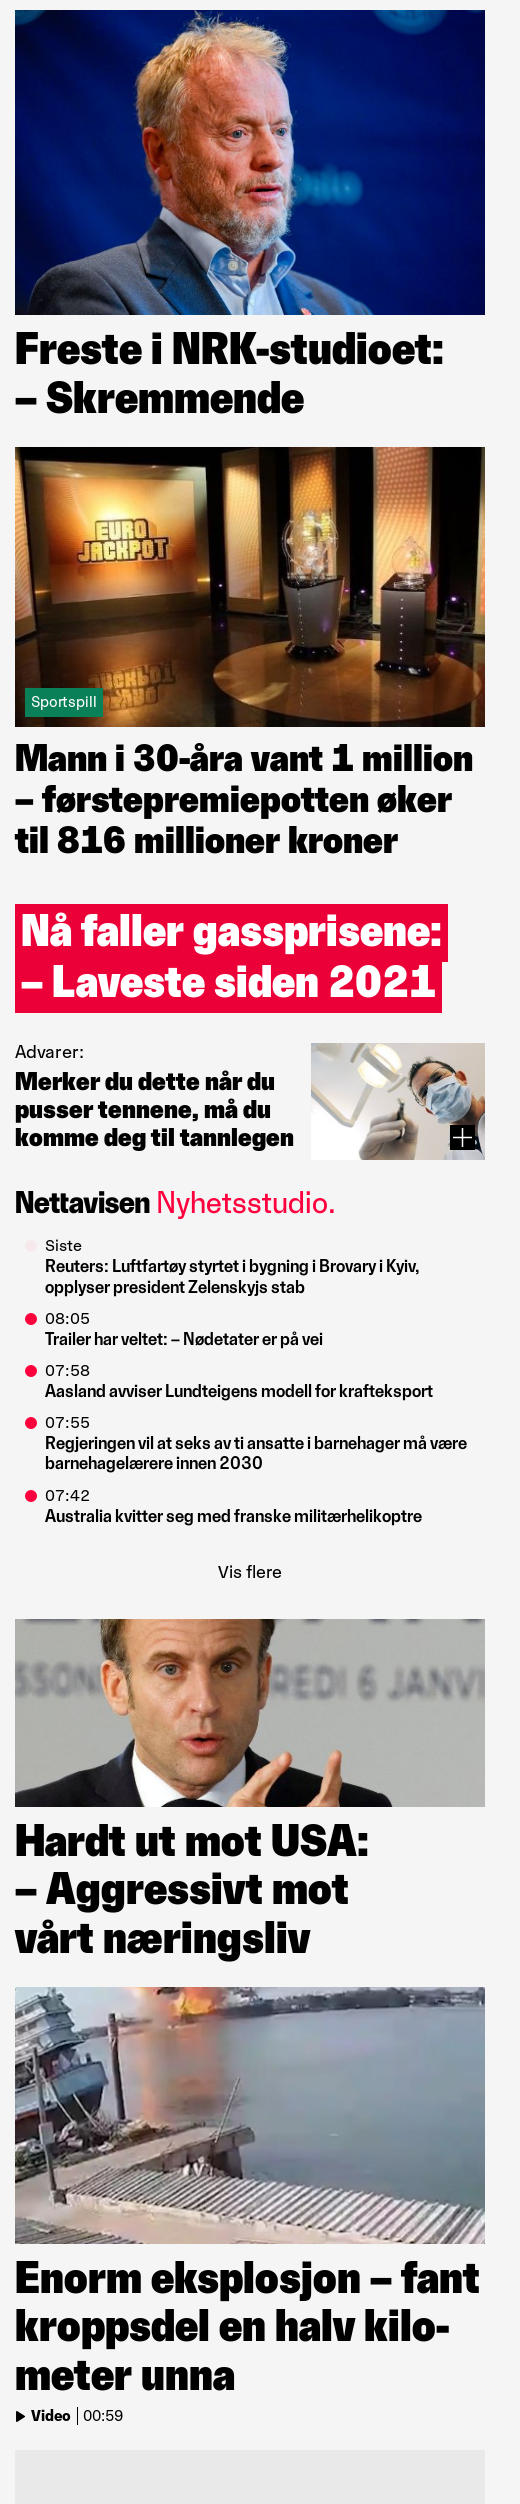 Oslo
Freste i NRK-studioet:
– Skremmende
EURO
JACKPOT
Sportspill
Mann i 30-åra vant 1 million
– førstepremiepotten øker
til 816 millioner kroner
Nå faller gassprisene:
– Laveste siden 2021
Advarer:
Merker du dette når du
pusser tennene, må du
komme deg til tannlegen
Nettavisen Nyhetsstudio.
Siste
Reuters: Luftfartøy styrtet i bygning i Brovary i Kyiv,
opplyser president Zelenskyjs stab
08:05
Trailer har veltet: – Nødetater er på vei
07:58
Aasland avviser Lundteigens modell for krafteksport
07:55
Regjeringen vil at seks av ti ansatte i barnehager må være
barnehagelærere innen 2030
07:42
Australia kvitter seg med franske militærhelikoptre
Vis flere
SSON
REDI 6 JANVI
Hardt ut mot USA:
– Aggressivt mot
vårt næringsliv
Enorm eksplosjon – fant
kroppsdel en halv kilo-
meter unna
Video | 00:59